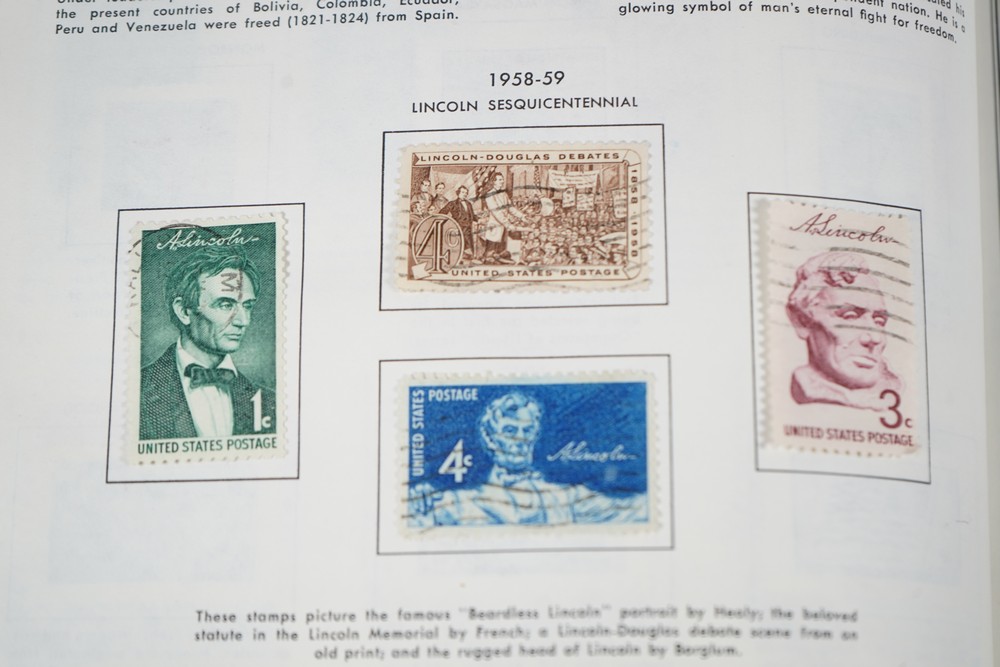 the present countries of Bolivia, Colombia, Ecuador,
Peru and Venezuela were freed (1821-1824) from Spain.
nation. He is a
glowing symbol of man's eternal fight for freedom.
1958-59
LINCOLN SESQUICENTENNIAL
LINCOLN-DOUGLAS DEBATES
1858-1958
4c
UNITED STATES POSTAGE
A. Lincoln
1c
UNITED STATES POSTAGE
A. Lincoln
3c
UNITED STATES POSTAGE
UNITED STATES POSTAGE
4c
A. Lincoln
These stamps picture the famous "Beardless Lincoln" portrait by Healy; the beloved
statute in the Lincoln Memorial by French; a Lincoln-Douglas debate scene from an
old print; and the rugged head of Lincoln by Borglum.